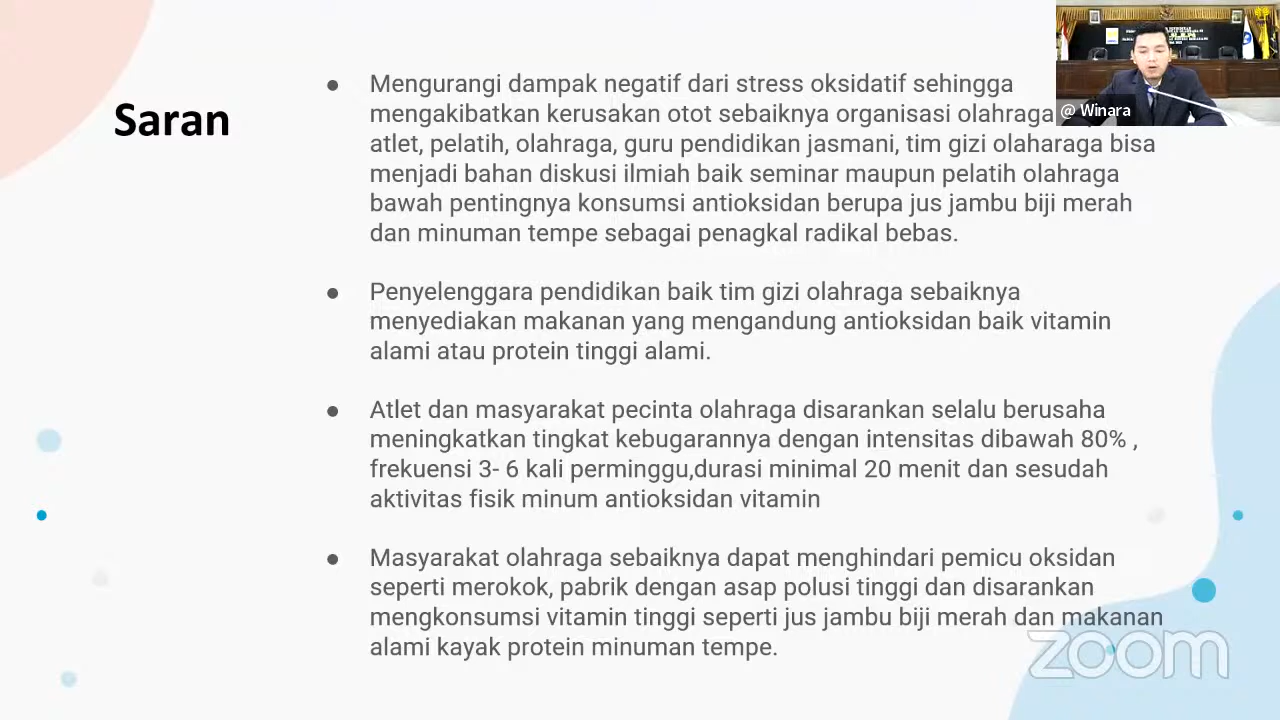 Saran
● Mengurangi dampak negatif dari stress oksidatif sehingga
mengakibatkan kerusakan otot sebaiknya organisasi olahraga
atlet, pelatih, olahraga, guru pendidikan jasmani, tim gizi olaharaga bisa
menjadi bahan diskusi ilmiah baik seminar maupun pelatih olahraga
bawah pentingnya konsumsi antioksidan berupa jus jambu biji merah
dan minuman tempe sebagai penagkal radikal bebas.
● Penyelenggara pendidikan baik tim gizi olahraga sebaiknya
menyediakan makanan yang mengandung antioksidan baik vitamin
alami atau protein tinggi alami.
● Atlet dan masyarakat pecinta olahraga disarankan selalu berusaha
meningkatkan tingkat kebugarannya dengan intensitas dibawah 80% ,
frekuensi 3- 6 kali perminggu,durasi minimal 20 menit dan sesudah
aktivitas fisik minum antioksidan vitamin
● Masyarakat olahraga sebaiknya dapat menghindari pemicu oksidan
seperti merokok, pabrik dengan asap polusi tinggi dan disarankan
mengkonsumsi vitamin tinggi seperti jus jambu biji merah dan makanan
alami kayak protein minuman tempe.
@ Winara
zoom